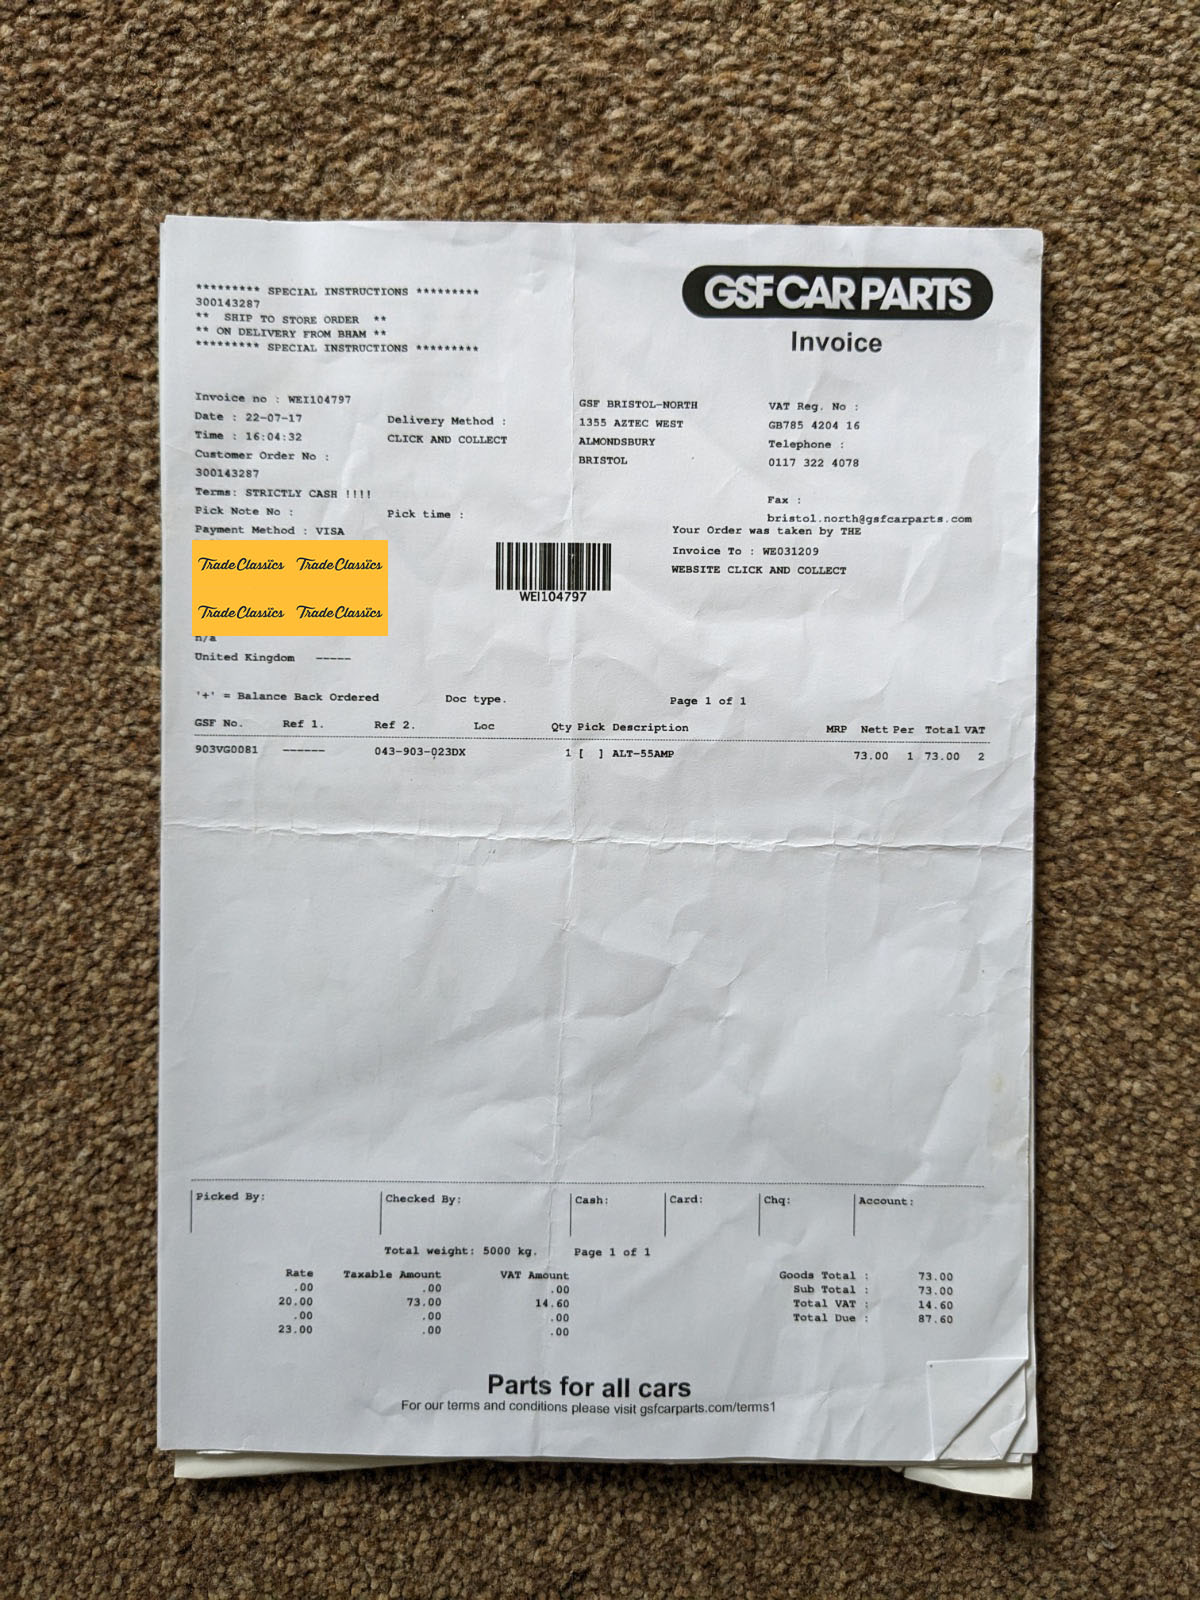 ********* SPECIAL INSTRUCTIONS *********
300143287
** SHIP TO STORE ORDER **
** ON DELIVERY FROM BHAM **
********* SPECIAL INSTRUCTIONS *********
GSF CAR PARTS
Invoice
Invoice no : WEI104797
Date : 22-07-17
Time : 16:04:32
Customer Order No :
300143287
Terms: STRICTLY CASH !!!!
Pick Note No :
Payment Method : VISA
Delivery Method :
CLICK AND COLLECT
Pick time :
GSF BRISTOL-NORTH
1355 AZTEC WEST
ALMONDSBURY
BRISTOL
VAT Reg. No :
GB785 4204 16
Telephone :
0117 322 4078
Fax :
bristol.north@gsfcarparts.com
Your Order was taken by THE
Invoice To : WE031209
WEBSITE CLICK AND COLLECT
Trade Classics Trade Classics
Trade Classics Trade Classics
WEI104797
n/a
United Kingdom -----
'+' = Balance Back Ordered Doc type. Page 1 of 1
GSF No. Ref 1. Ref 2. Loc Qty Pick Description MRP Nett Per Total VAT
903VG0081 ------ 043-903-023DX 1 [ ] ALT-55AMP 73.00 1 73.00 2
Picked By: Checked By: Cash: Card: Chq: Account:
Total weight: 5000 kg. Page 1 of 1
Rate Taxable Amount VAT Amount
.00 .00 .00
20.00 73.00 14.60
.00 .00 .00
23.00 .00 .00
Goods Total : 73.00
Sub Total : 73.00
Total VAT : 14.60
Total Due : 87.60
Parts for all cars
For our terms and conditions please visit gsfcarparts.com/terms1